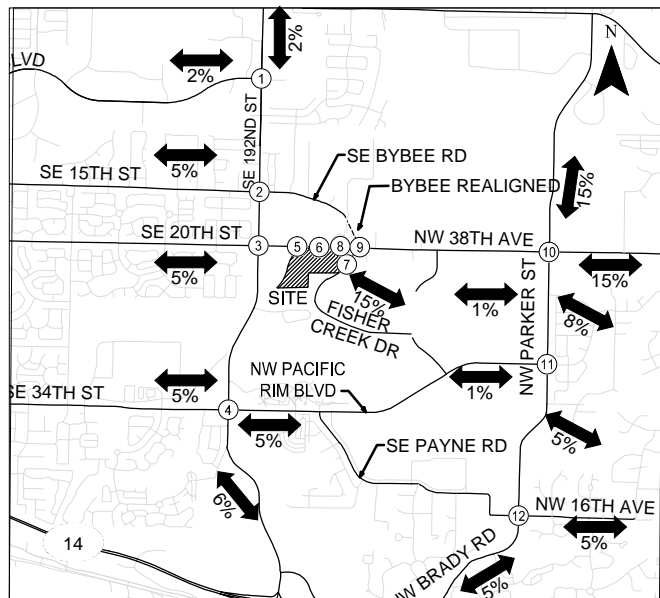 2%
N
LVD
1
2%
SE 192ND ST
SE BYBEE RD
5%
15%
SE 15TH ST
BYBEE REALIGNED
2
SE 20TH ST
3
5
6
8
9
NW 38TH AVE
10
7
5%
SITE
15%
15%
FISHER
CREEK DR
1%
NW PARKER ST
8%
NW PACIFIC
RIM BLVD
11
SE 34TH ST
5%
1%
4
5%
5%
SE PAYNE RD
6%
12
NW 16TH AVE
14
5%
NW BRADY RD
5%